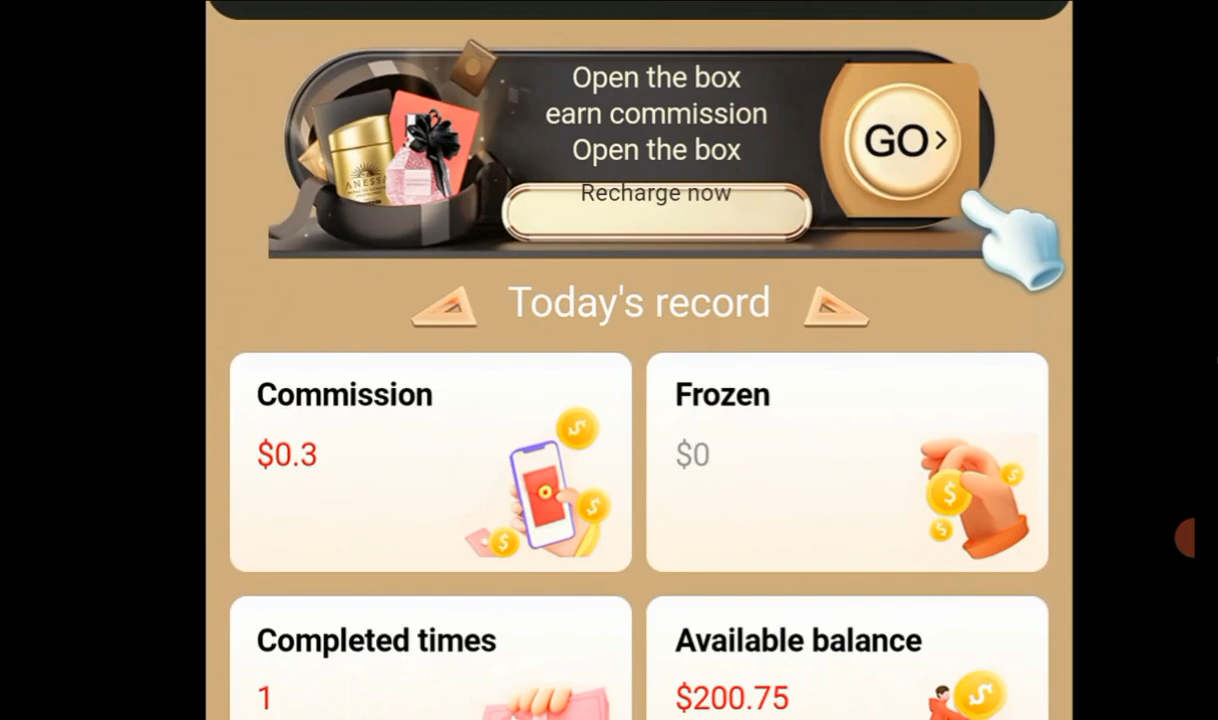 Open the box
earn commission
Open the box
GO>
Recharge now
ANESSA
Today's record
Commission
Frozen
$0.3
$0
Completed times
Available balance
1
$200.75